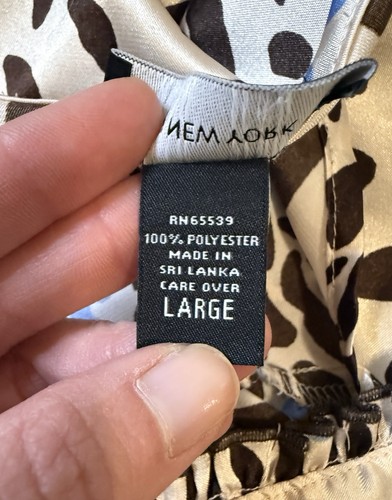 NEW YORK
RN65539
100% POLYESTER
MADE IN
SRI LANKA
CARE OVER
LARGE